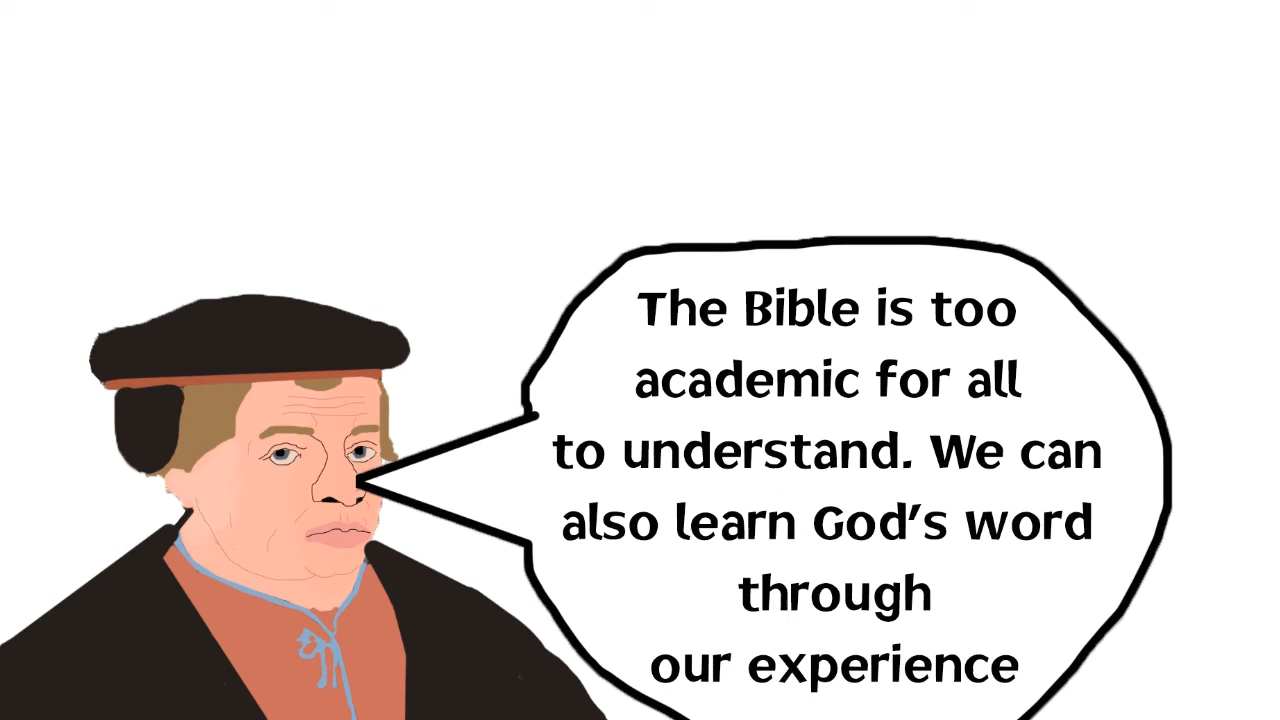 The Bible is too
academic for all
to understand. We can
also learn God's word
through
our experience